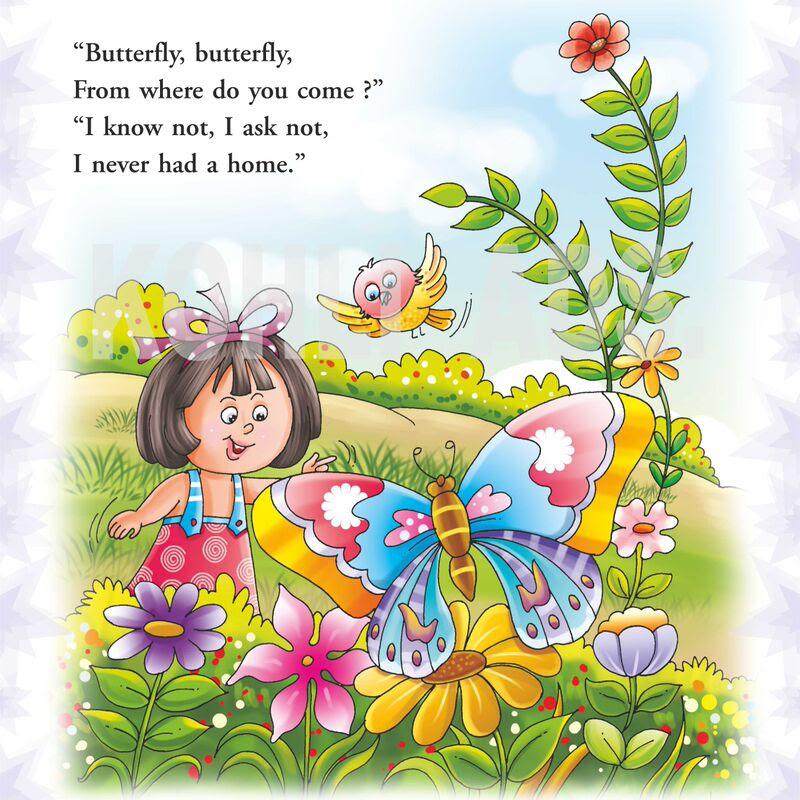 “Butterfly, butterfly,
From where do you come ?”
“I know not, I ask not,
I never had a home.”